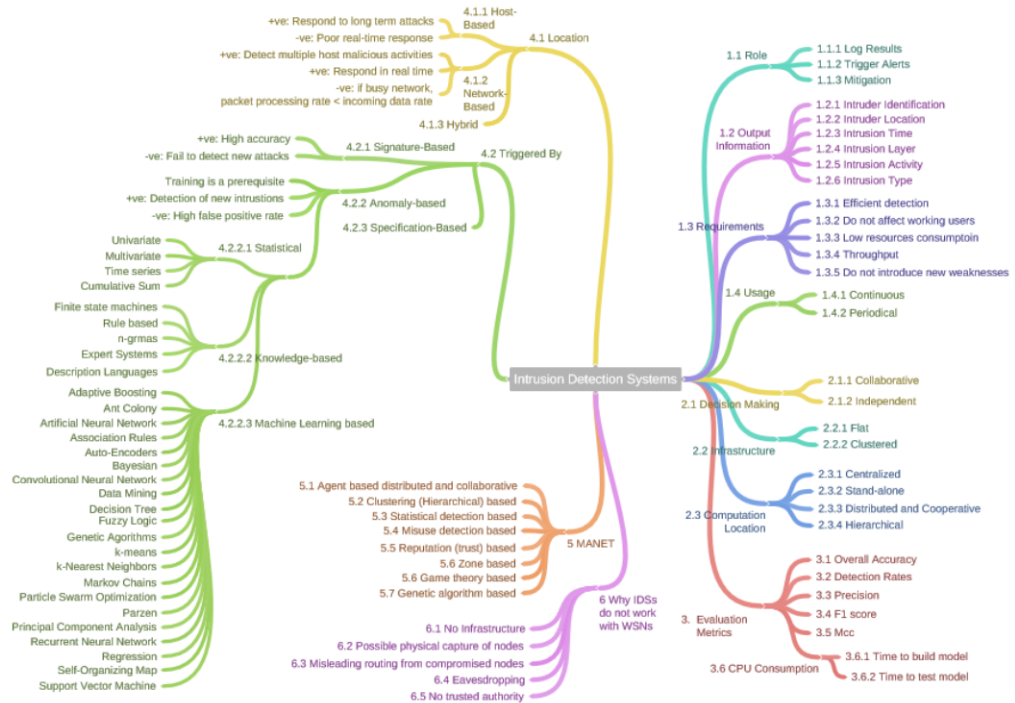 4.1 Location
4.1.1 Host-
Based
+ve: Respond to long term attacks
-ve: Poor real-time response
4.1.2
Network-
Based
+ve: Detect multiple host malicious activities
+ve: Respond in real time
-ve: if busy network,
packet processing rate < incoming data rate
4.1.3 Hybrid
4.2 Triggered By
4.2.1 Signature-Based
+ve: High accuracy
-ve: Fail to detect new attacks
4.2.2 Anomaly-based
Training is a prerequisite
+ve: Detection of new intrustions
-ve: High false positive rate
4.2.3 Specification-Based
4.2.2.1 Statistical
Univariate
Multivariate
Time series
Cumulative Sum
4.2.2.2 Knowledge-based
Finite state machines
Rule based
n-grmas
Expert Systems
Description Languages
4.2.2.3 Machine Learning based
Adaptive Boosting
Ant Colony
Artificial Neural Network
Association Rules
Auto-Encoders
Bayesian
Convolutional Neural Network
Data Mining
Decision Tree
Fuzzy Logic
Genetic Agorithms
k-means
k-Nearest Neighbors
Markov Chains
Particle Swarm Optimization
Parzen
Principal Component Analysis
Recurrent Neural Network
Regression
Self-Organizing Map
Support Vector Machine
Intrusion Detection Systems
1.1 Role
1.1.1 Log Results
1.1.2 Trigger Alerts
1.1.3 Mitigation
1.2 Output
Information
1.2.1 Intruder Identification
1.2.2 Intruder Location
1.2.3 Intrusion Time
1.2.4 Intrusion Layer
1.2.5 Intrusion Activity
1.2.6 Intrusion Type
1.3 Requirements
1.3.1 Efficient detection
1.3.2 Do not affect working users
1.3.3 Low resources consumptoin
1.3.4 Throughput
1.3.5 Do not introduce new weaknesses
1.4 Usage
1.4.1 Continuous
1.4.2 Periodical
2.1 Decision Making
2.1.1 Collaborative
2.1.2 Independent
2.2 Infrastructure
2.2.1 Flat
2.2.2 Clustered
2.3 Computation
Location
2.3.1 Centralized
2.3.2 Stand-alone
2.3.3 Distributed and Cooperative
2.3.4 Hierarchical
3. Evaluation
Metrics
3.1 Overall Accuracy
3.2 Detection Rates
3.3 Precision
3.4 F1 score
3.5 Mcc
3.6 CPU Consumption
3.6.1 Time to build model
3.6.2 Time to test model
5 MANET
5.1 Agent based distributed and collaborative
5.2 Clustering (Hierarchical) based
5.3 Statistical detection based
5.4 Misuse detection based
5.5 Reputation (trust) based
5.6 Zone based
5.6 Game theory based
5.7 Genetic algorithm based
6 Why IDSs
do not work
with WSNs
6.1 No Infrastructure
6.2 Possible physical capture of nodes
6.3 Misleading routing from compromised nodes
6.4 Eavesdropping
6.5 No trusted authority